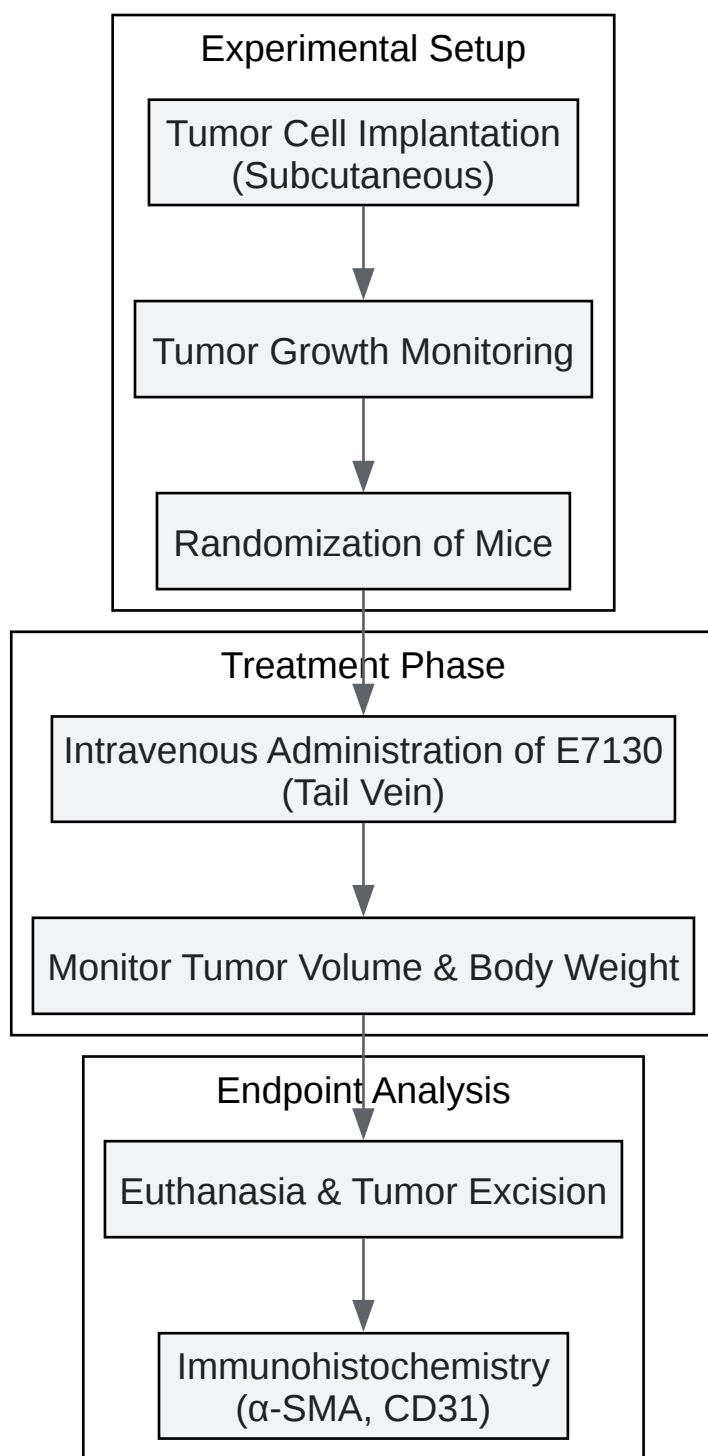 Experimental Setup
Tumor Cell Implantation
(Subcutaneous)
Tumor Growth Monitoring
Randomization of Mice
Treatment Phase
Intravenous Administration of E7130
(Tail Vein)
Monitor Tumor Volume & Body Weight
Endpoint Analysis
Euthanasia & Tumor Excision
Immunohistochemistry
(α-SMA, CD31)